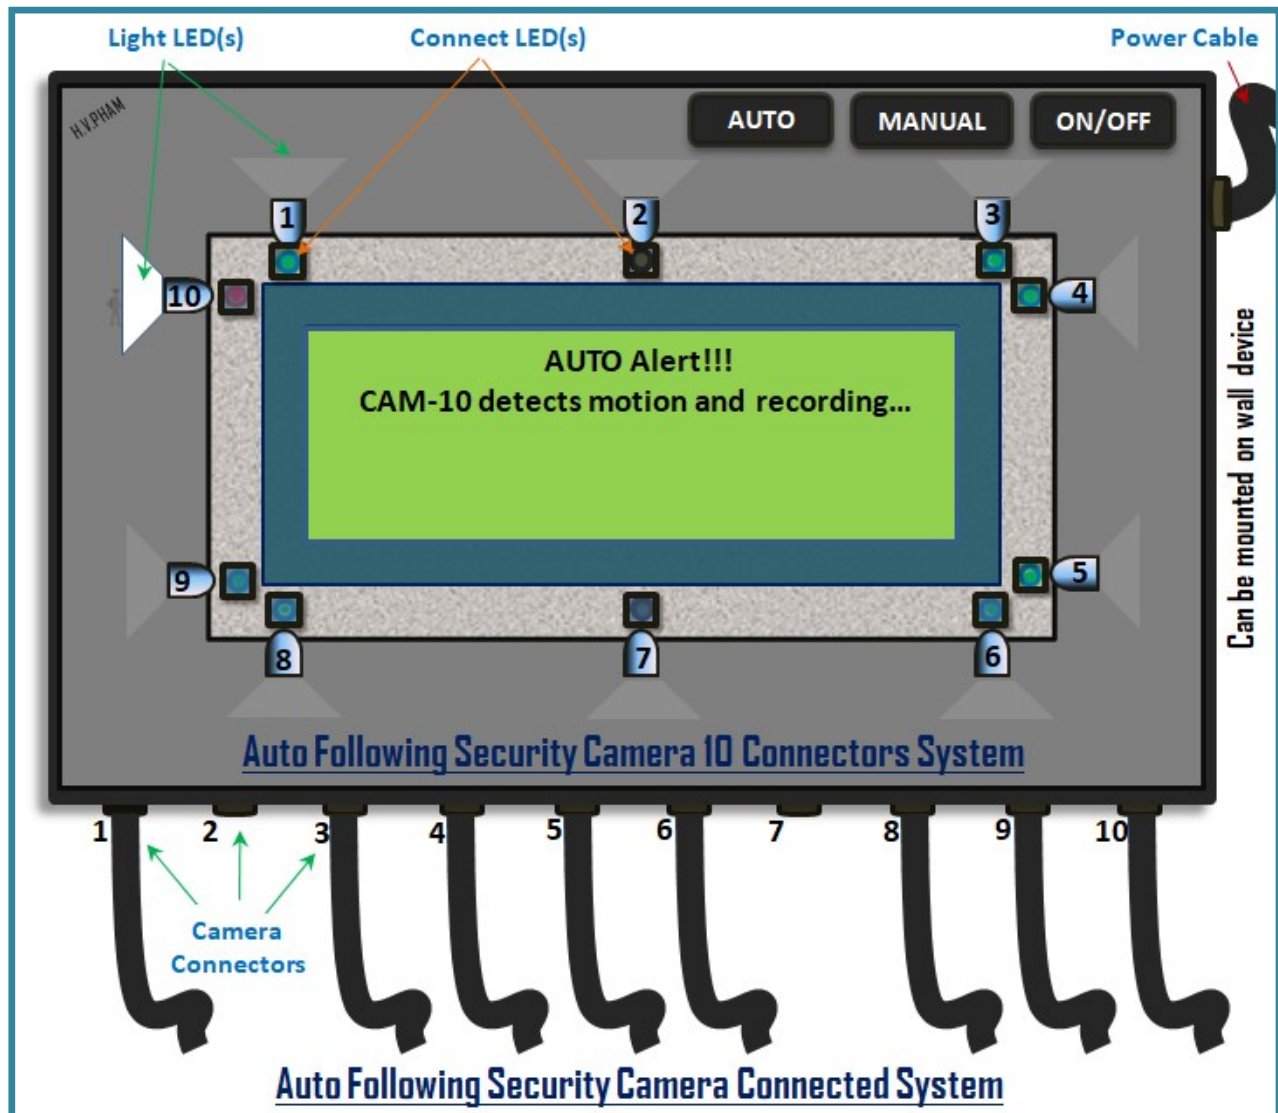 Light LED(s)
Connect LED(s)
Power Cable
H.V.PHAM
AUTO
MANUAL
ON/OFF
1
2
3
10
4
AUTO Alert!!!
CAM-10 detects motion and recording...
Can be mounted on wall device
9
5
8
7
6
Auto Following Security Camera 10 Connectors System
1
2
3
4
5
6
7
8
9
10
Camera
Connectors
Auto Following Security Camera Connected System